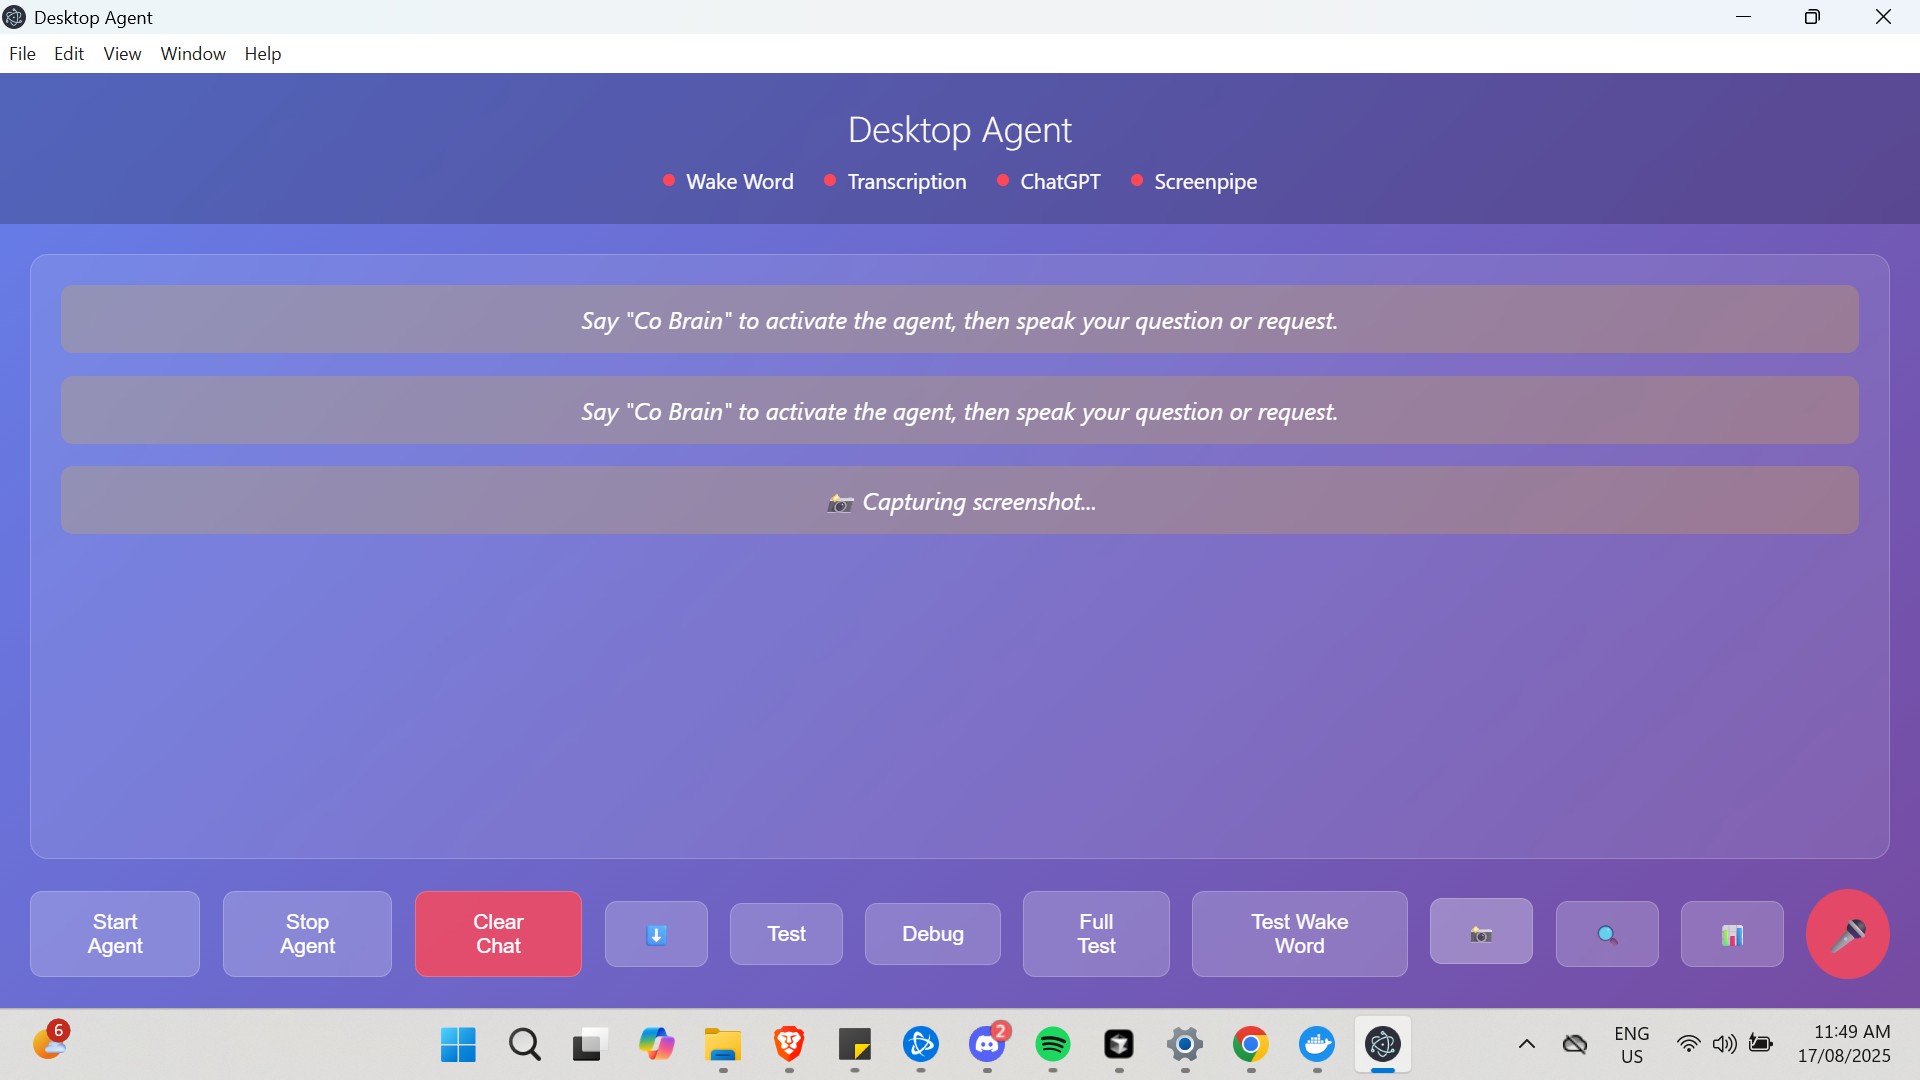 Desktop Agent
File Edit View Window Help
Desktop Agent
Wake Word Transcription ChatGPT Screenpipe
Say "Co Brain" to activate the agent, then speak your question or request.
Say "Co Brain" to activate the agent, then speak your question or request.
Capturing screenshot...
Start
Agent
Stop
Agent
Clear
Chat
Test
Debug
Full
Test
Test Wake
Word
6
2
ENG
US
11:49 AM
17/08/2025